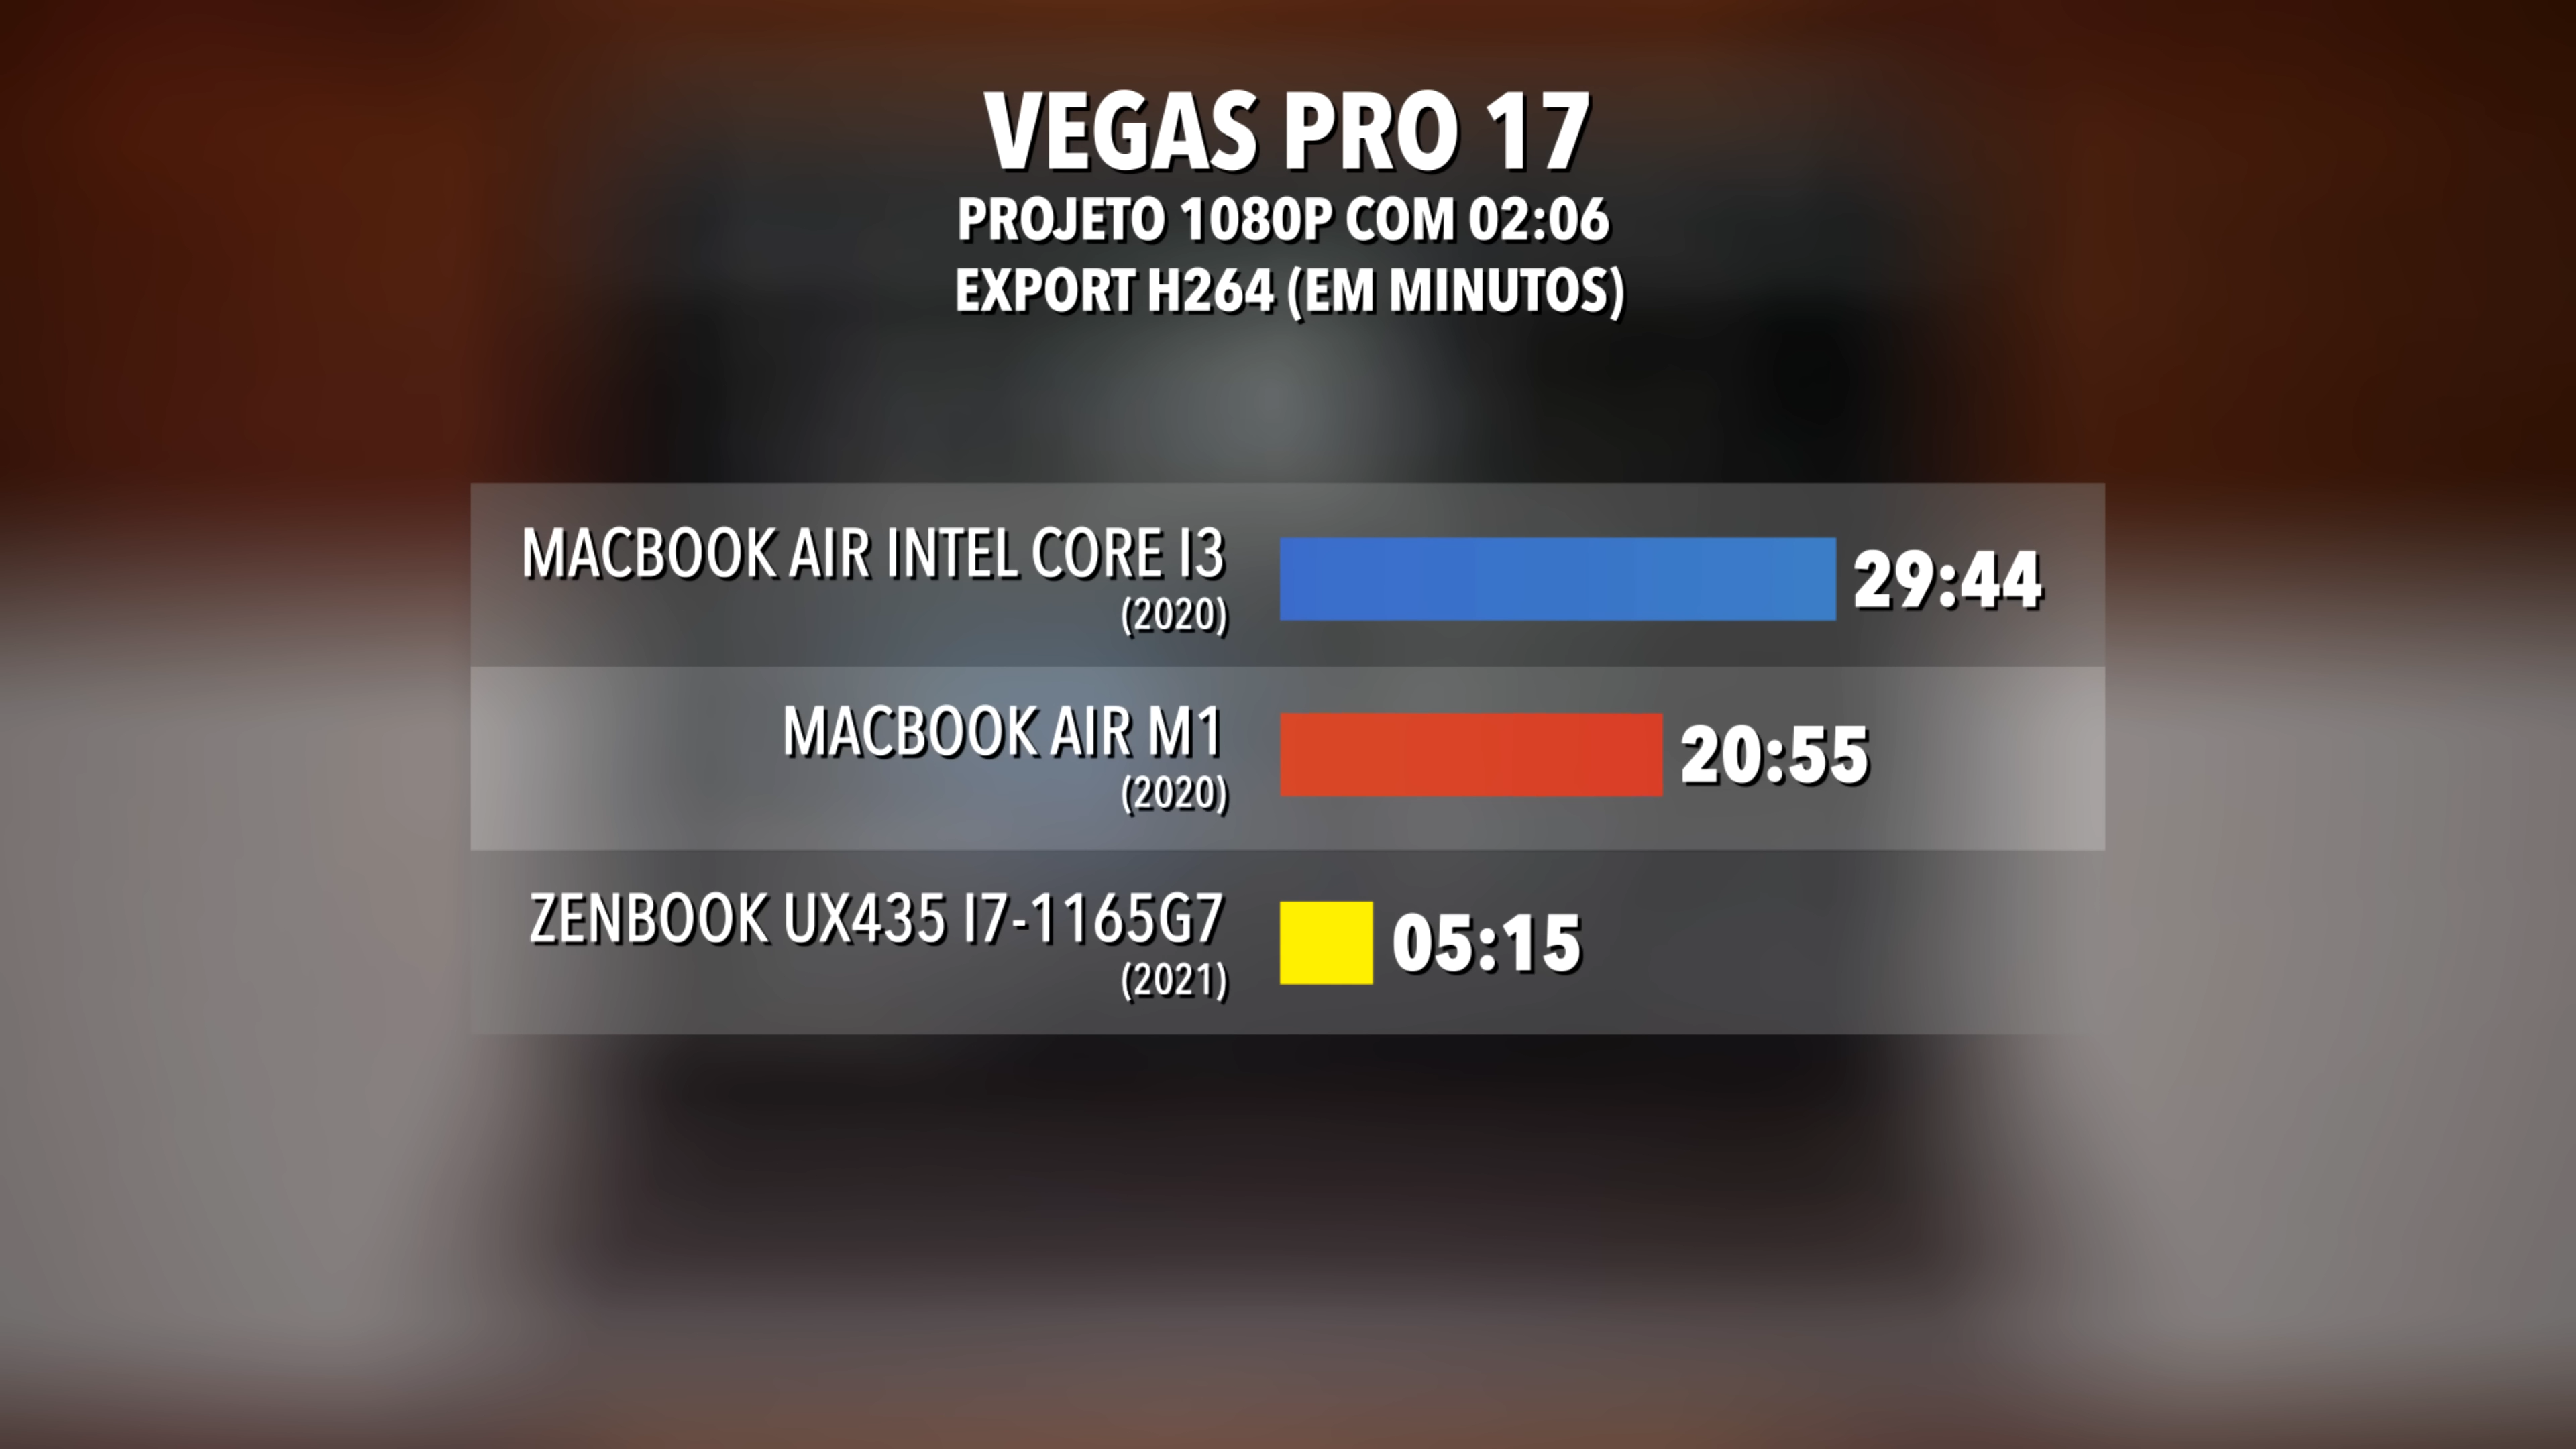 VEGAS PRO 17
PROJETO 1080P COM 02:06
EXPORT H264 (EM MINUTOS)
MACBOOK AIR INTEL CORE I3
(2020)
29:44
MACBOOK AIR M1
(2020)
20:55
ZENBOOK UX435 I7-1165G7
(2021)
05:15